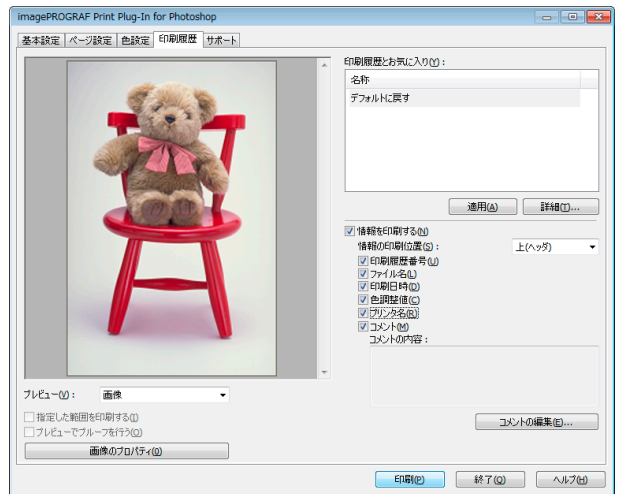 imagePROGRAF Print Plug-In for Photoshop
基本設定 ページ設定 色設定 印刷履歴 サポート
印刷履歴とお気に入り(Y)：
名称
デフォルトに戻す
適用(A) 詳細(T)...
情報を印刷する(N)
情報の印刷位置(S)： 上(ヘッダ)
印刷履歴番号(U)
ファイル名(L)
印刷日時(D)
色調整値(C)
プリンタ名(R)
コメント(M)
コメントの内容：
プレビュー(V)： 画像
指定した範囲を印刷する(I)
プレビューでプルーフを行う(O)
コメントの編集(E)...
画像のプロパティ(0)
印刷(P) 終了(Q) ヘルプ(H)